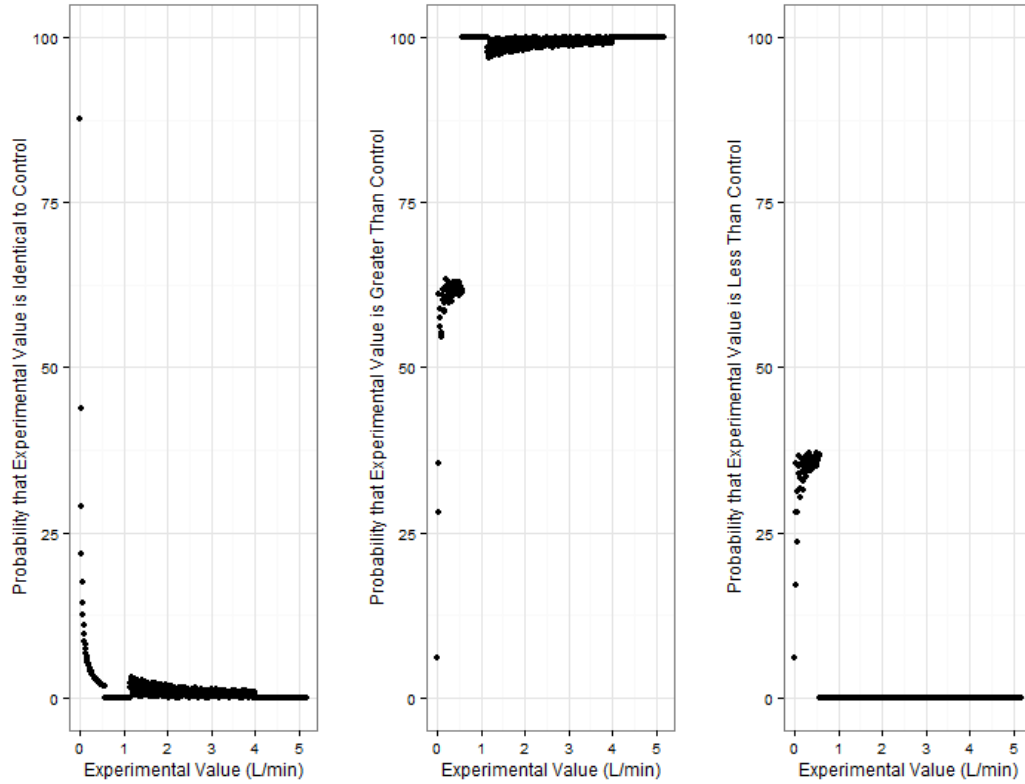 Probability that Experimental Value is Identical to Control
100
75
50
25
0
0 1 2 3 4 5
Experimental Value (L/min)
Probability that Experimental Value is Greater Than Control
100
75
50
25
0
0 1 2 3 4 5
Experimental Value (L/min)
Probability that Experimental Value is Less Than Control
100
75
50
25
0
0 1 2 3 4 5
Experimental Value (L/min)